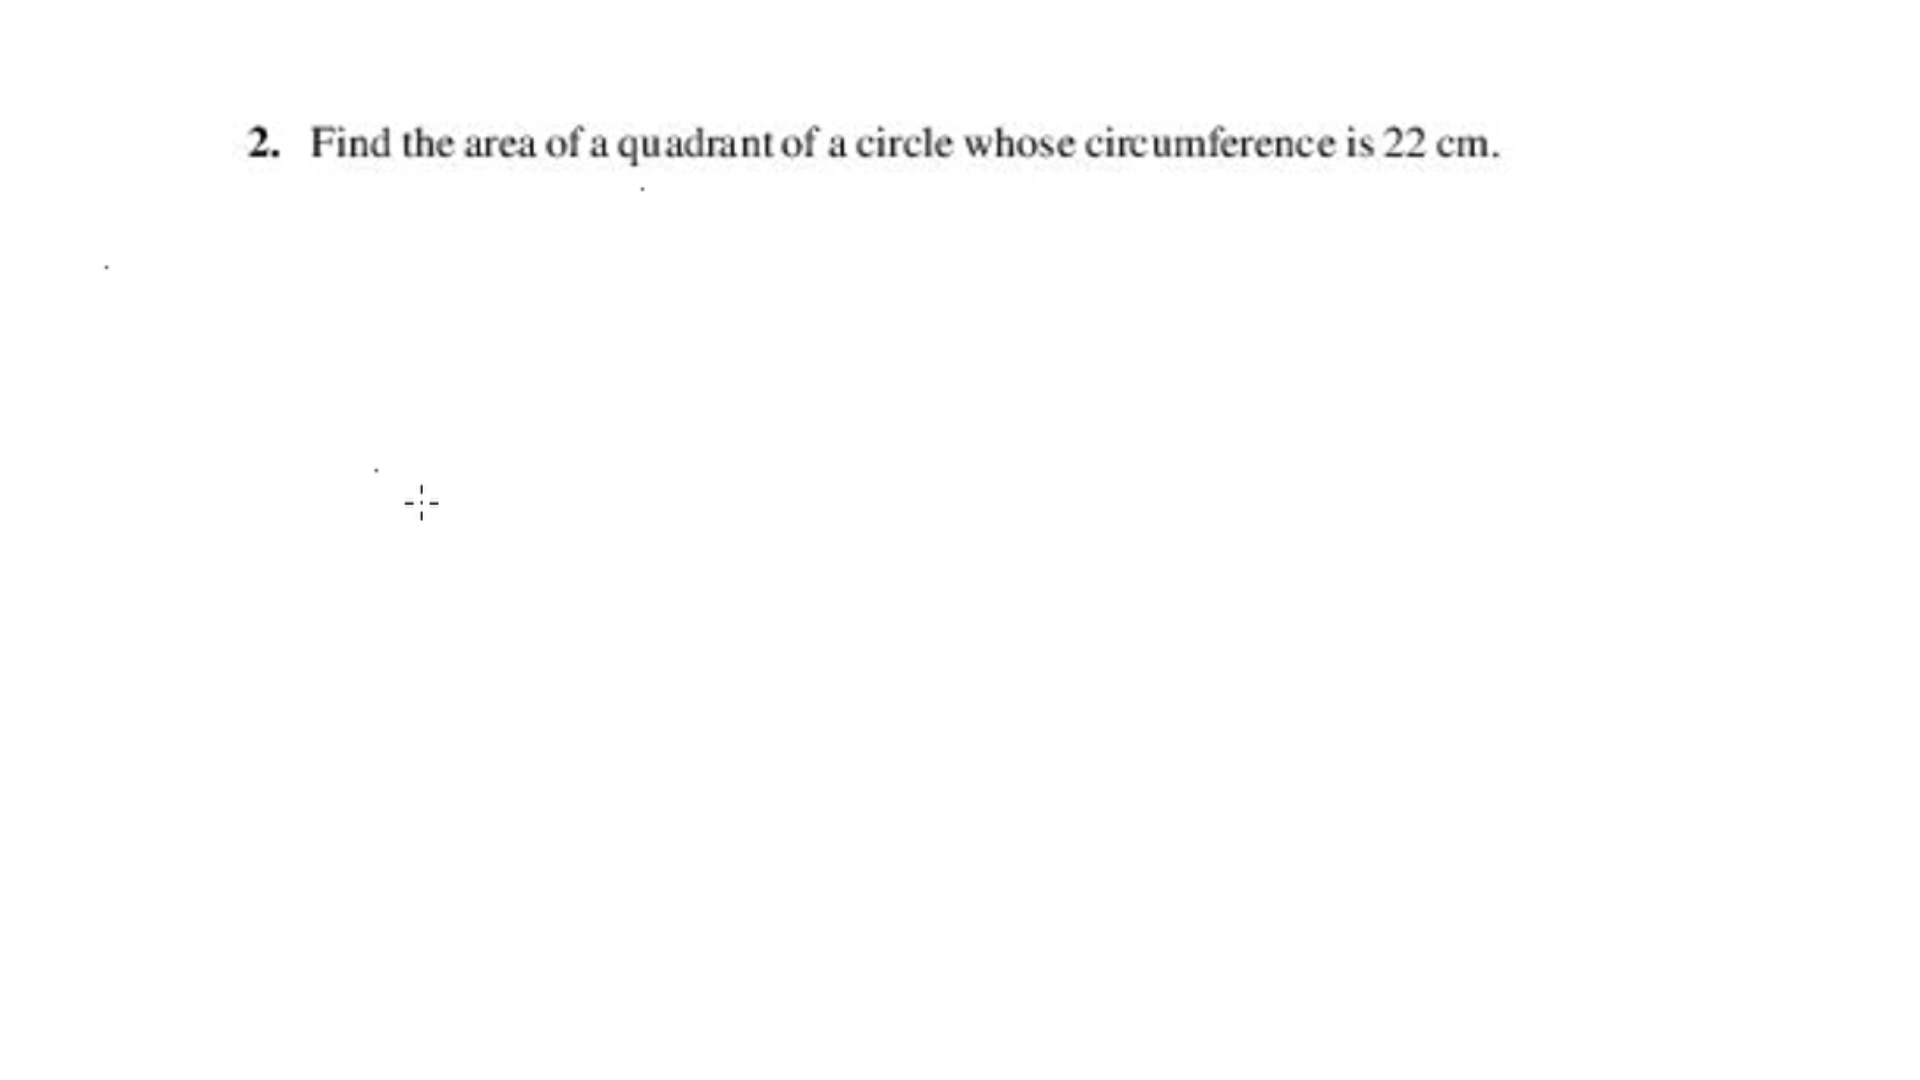 2. Find the area of a quadrant of a circle whose circumference is 22 cm.